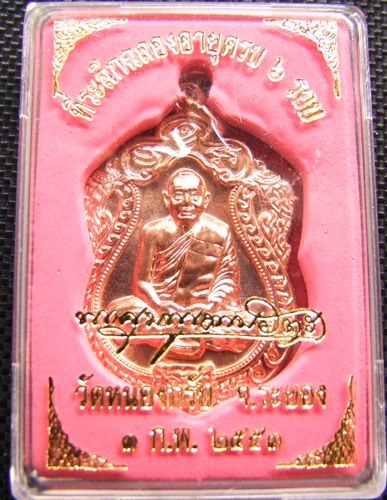 ที่ระฤกฉลองอายุครบ ๖ รอบ
วัดหนองกรับ จ.ระยอง
๓ ก.พ. ๒๕๕๓